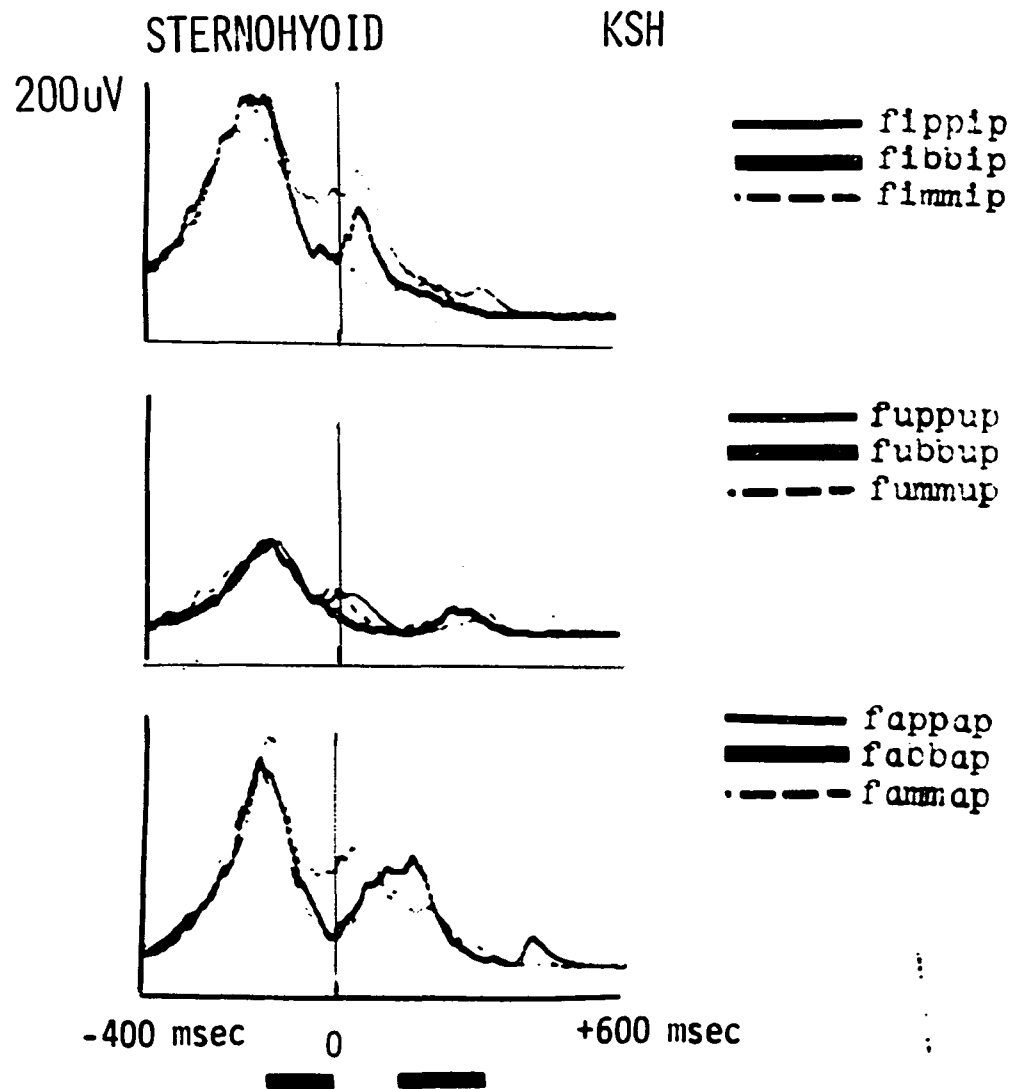 STERNOHYOID KSH
200uV
fippip
fibbip
fimmip
fuppup
fubbup
fummup
fappap
fabbap
fammap
-400 msec 0 +600 msec